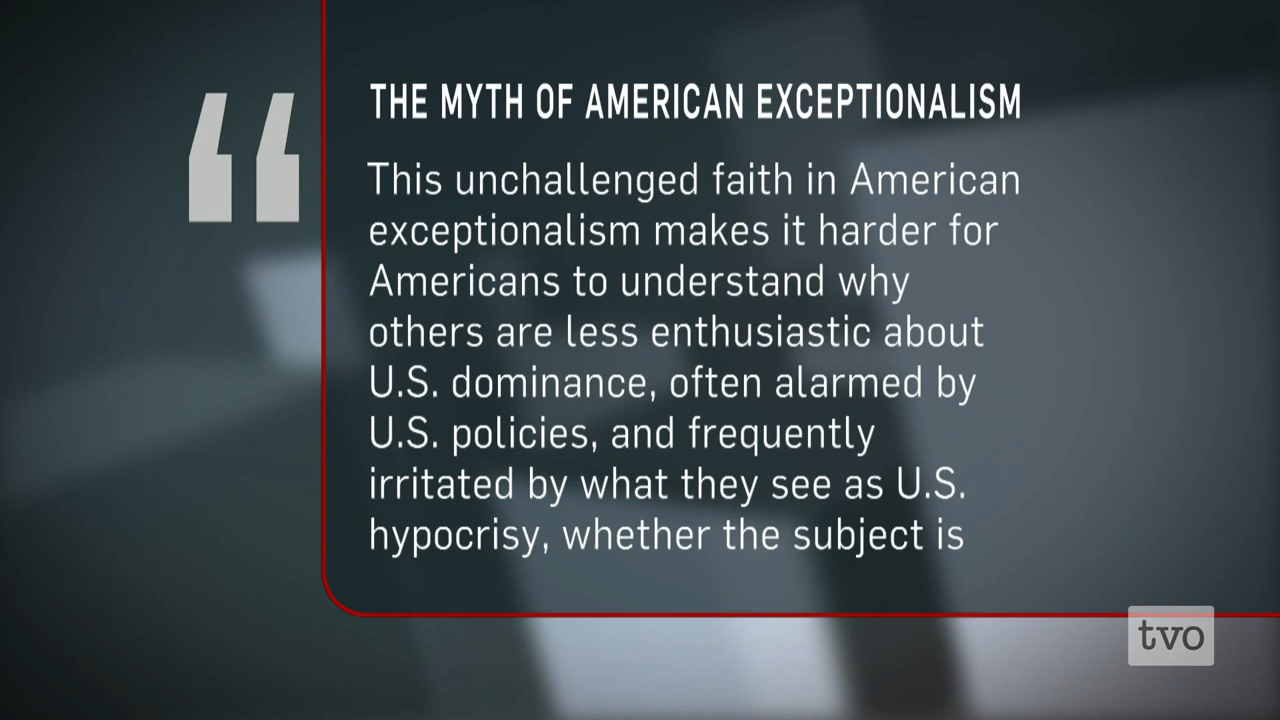 “
THE MYTH OF AMERICAN EXCEPTIONALISM
This unchallenged faith in American
exceptionalism makes it harder for
Americans to understand why
others are less enthusiastic about
U.S. dominance, often alarmed by
U.S. policies, and frequently
irritated by what they see as U.S.
hypocrisy, whether the subject is
tvo